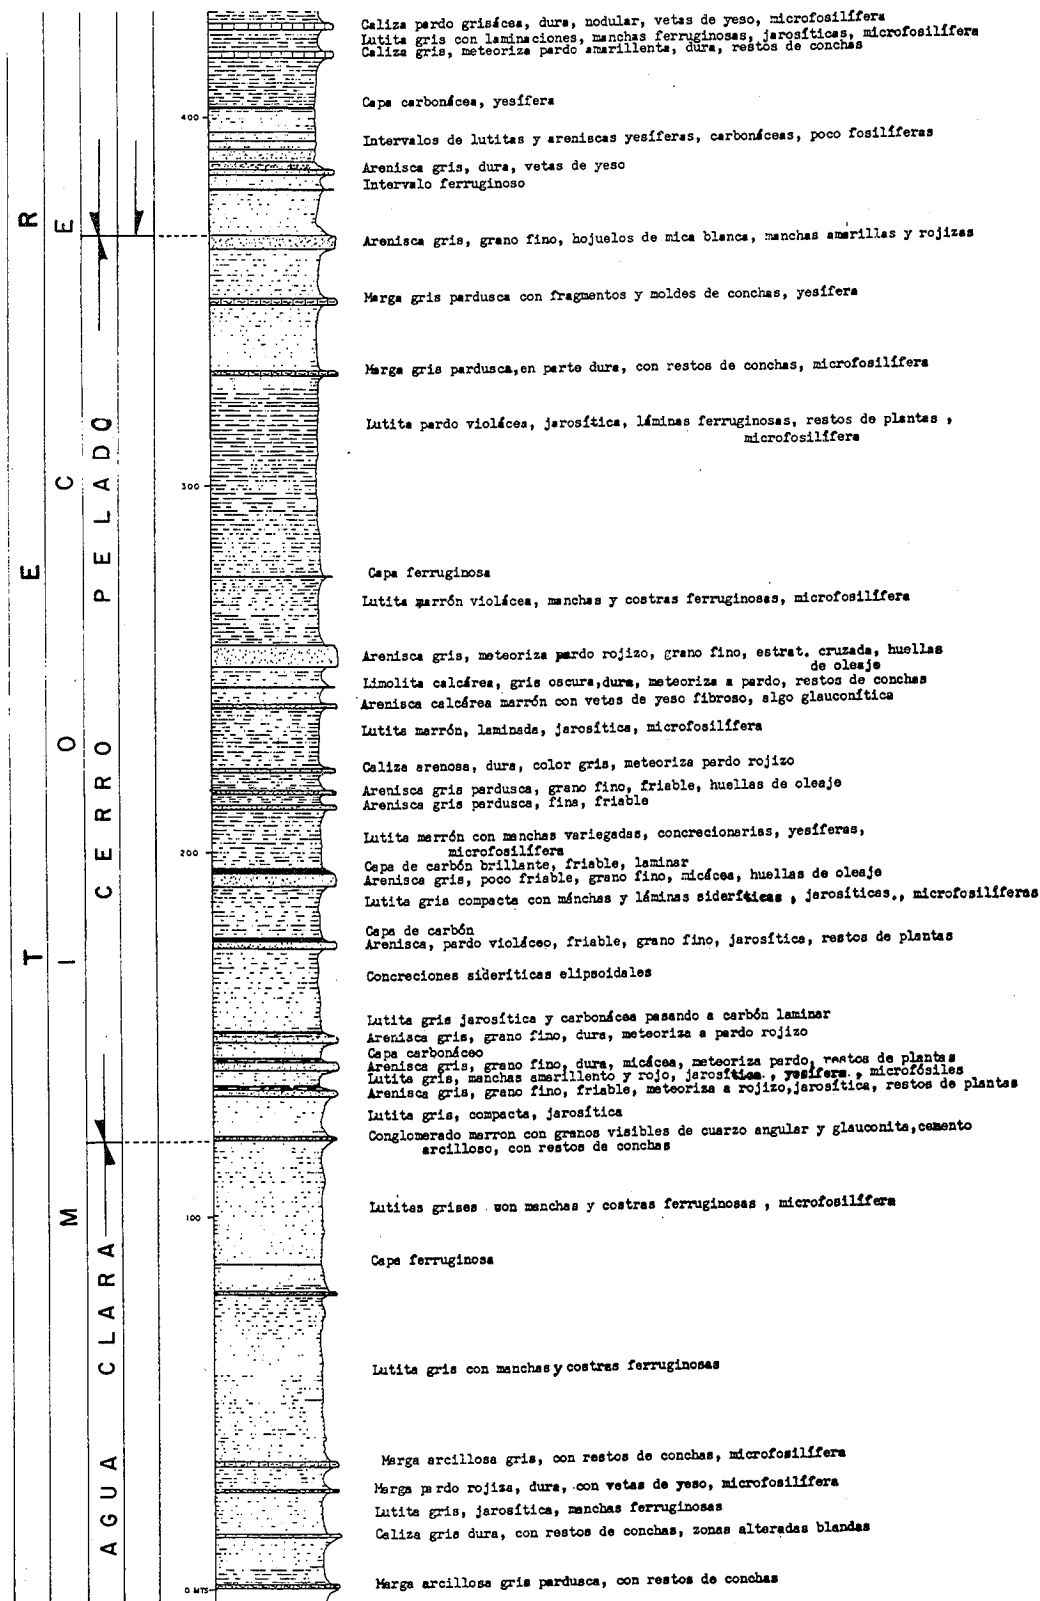 Caliza pardo grisácea, dura, nodular, vetas de yeso, microfosilífera
Lutita gris con laminaciones, manchas ferruginosas, jarosíticas, microfosilífera
Caliza gris, meteoriza pardo amarillenta, dura, restos de conchas
Capa carbonácea, yesífera
400
Intervalos de lutitas y areniscas yesíferas, carbonáceas, poco fosilíferas
Arenisca gris, dura, vetas de yeso
Intervalo ferruginoso
Arenisca gris, grano fino, hojuelos de mica blanca, manchas amarillas y rojizas
Marga gris pardusca con fragmentos y moldes de conchas, yesífera
Marga gris pardusca,en parte dura, con restos de conchas, microfosilífera
Lutita pardo violácea, jarosítica, láminas ferruginosas, restos de plantas ,
microfosilífera
300
Capa ferruginosa
Lutita marrón violácea, manchas y costras ferruginosas, microfosilífera
Arenisca gris, meteoriza pardo rojizo, grano fino, estrat. cruzada, huellas
de oleaje
Limolita calcárea, gris oscura,dura, meteoriza a pardo, restos de conchas
Arenisca calcárea marrón con vetas de yeso fibroso, algo glauconítica
Lutita marrón, laminada, jarosítica, microfosilífera
Caliza arenosa, dura, color gris, meteoriza pardo rojizo
Arenisca gris pardusca, grano fino, friable, huellas de oleaje
Arenisca gris pardusca, fina, friable
Lutita marrón con manchas variegadas, concrecionarias, yesíferas,
microfosilífera
200
Capa de carbón brillante, friable, laminar
Arenisca gris, poco friable, grano fino, micácea, huellas de oleaje
Lutita gris compacta con manchas y láminas sideríticas , jarosíticas., microfosilíferas
Capa de carbón
Arenisca, pardo violáceo, friable, grano fino, jarosítica, restos de plantas
Concreciones sideríticas elipsoidales
Lutita gris jarosítica y carbonácea pasando a carbón laminar
Arenisca gris, grano fino, dura, meteoriza a pardo rojizo
Capa carbonáceo
Arenisca gris, grano fino, dura, micácea, meteoriza pardo, restos de plantas
Lutita gris, manchas amarillento y rojo, jarosítica. , yesífera. , microfósiles
Arenisca gris, grano fino, friable, meteoriza a rojizo,jarosítica, restos de plantas
Lutita gris, compacta, jarosítica
Conglomerado marron con granos visibles de cuarzo angular y glauconita,cemento
arcilloso, con restos de conchas
Lutitas grises con manchas y costras ferruginosas , microfosilífera
100
Capa ferruginosa
Lutita gris con manchas y costras ferruginosas
Marga arcillosa gris, con restos de conchas, microfosilífera
Marga pardo rojiza, dura, con vetas de yeso, microfosilífera
Lutita gris, jarosítica, manchas ferruginosas
Caliza gris dura, con restos de conchas, zonas alteradas blandas
Marga arcillosa gris pardusca, con restos de conchas
0 MTS
T E R
M I O C E
AGUA CLARA
CERRO PELADO